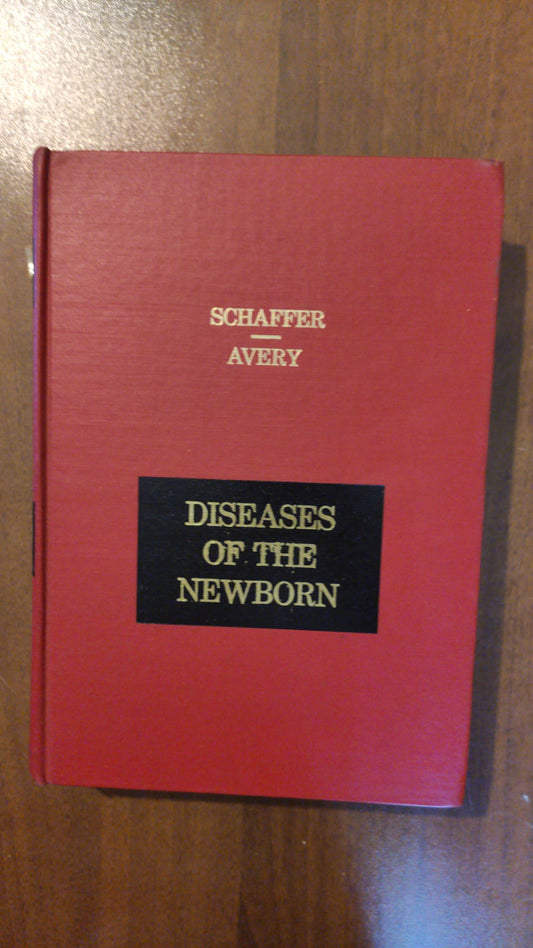 SCHAFFER
AVERY
DISEASES
OF THE
NEWBORN